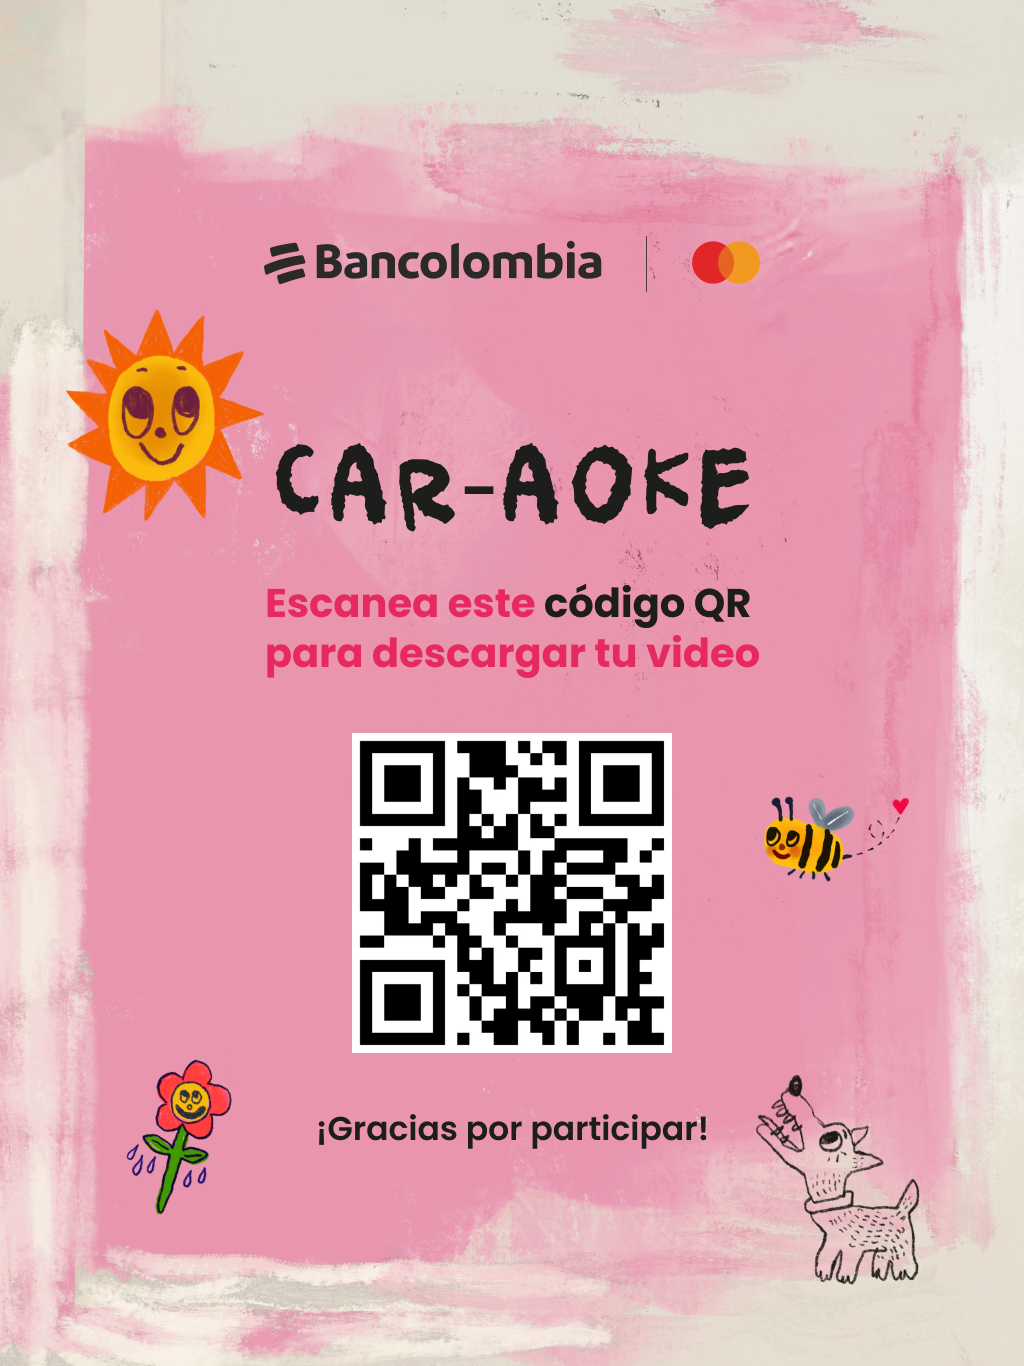 Bancolombia
CAR-AOKE
Escanea este código QR
para descargar tu video
¡Gracias por participar!